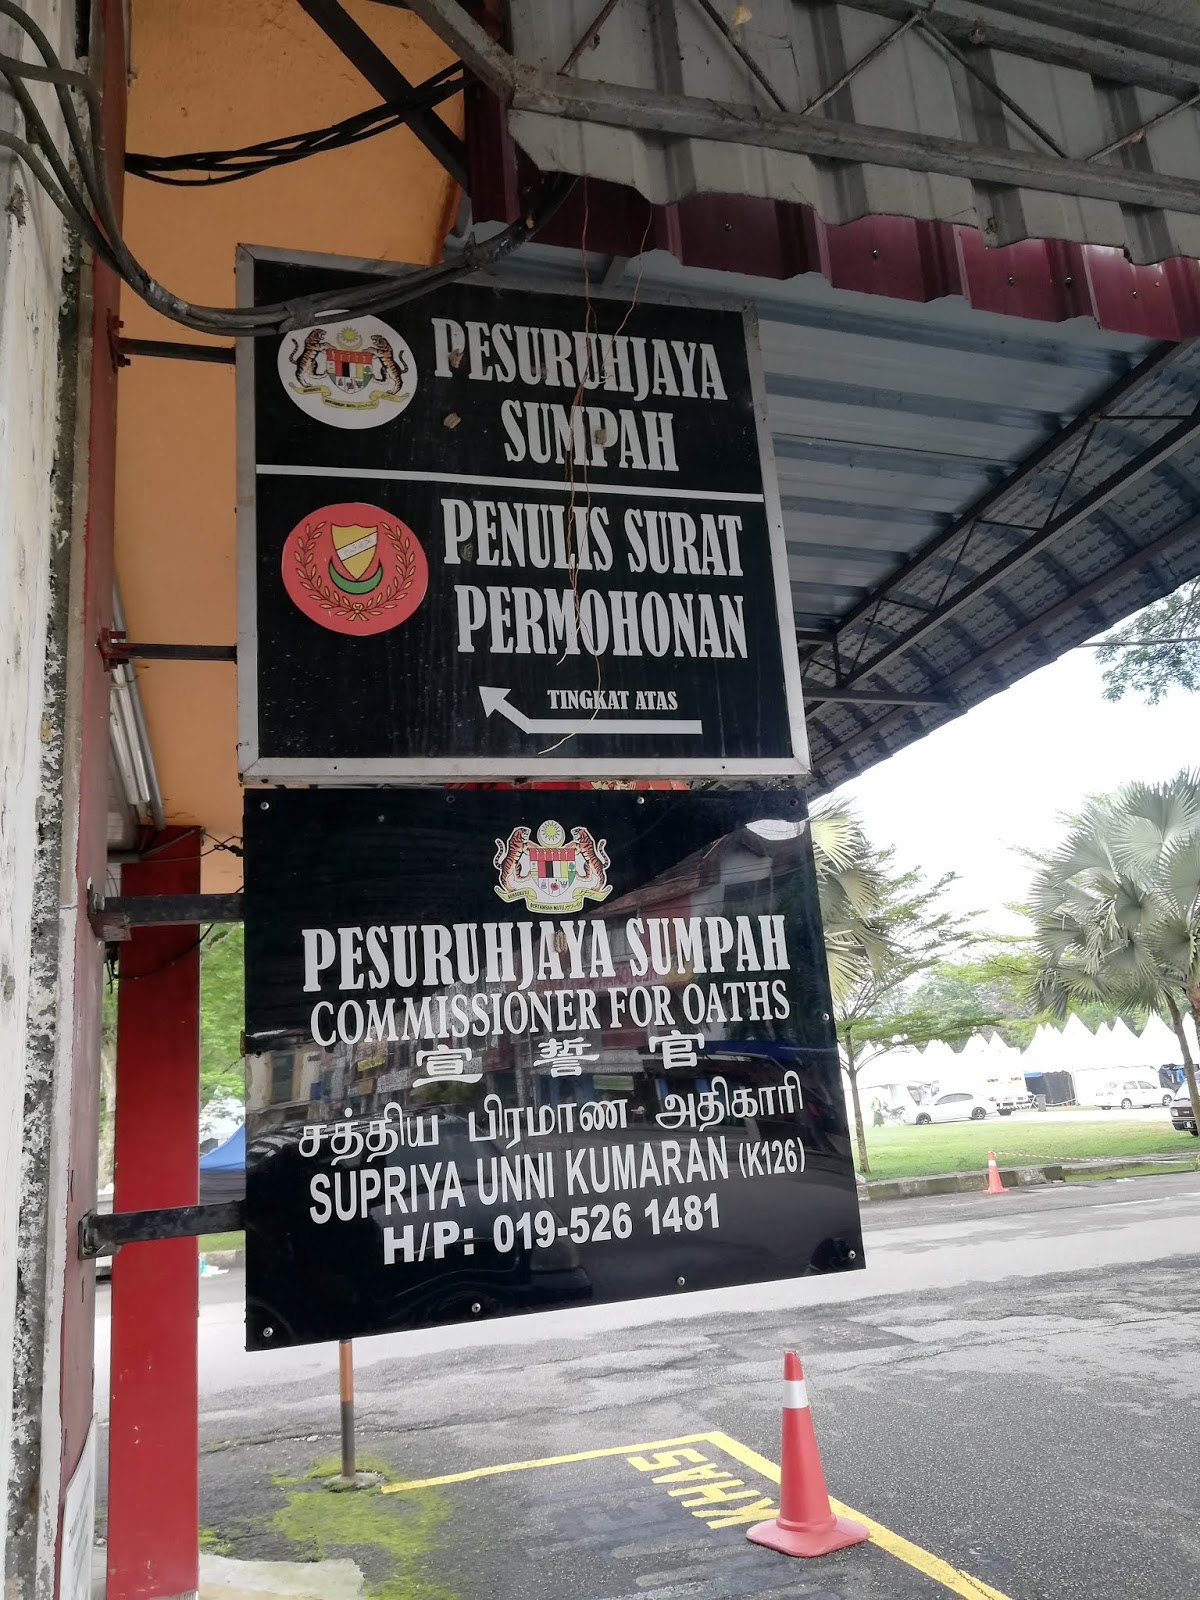 PESURUHJAYA
SUMPAH
PENULIS SURAT
PERMOHONAN
TINGKAT ATAS
PESURUHJAYA SUMPAH
COMMISSIONER FOR OATHS
宣 誓 官
சத்திய பிரமாண அதிகாரி
SUPRIYA UNNI KUMARAN (K126)
H/P: 019-526 1481
KHAS